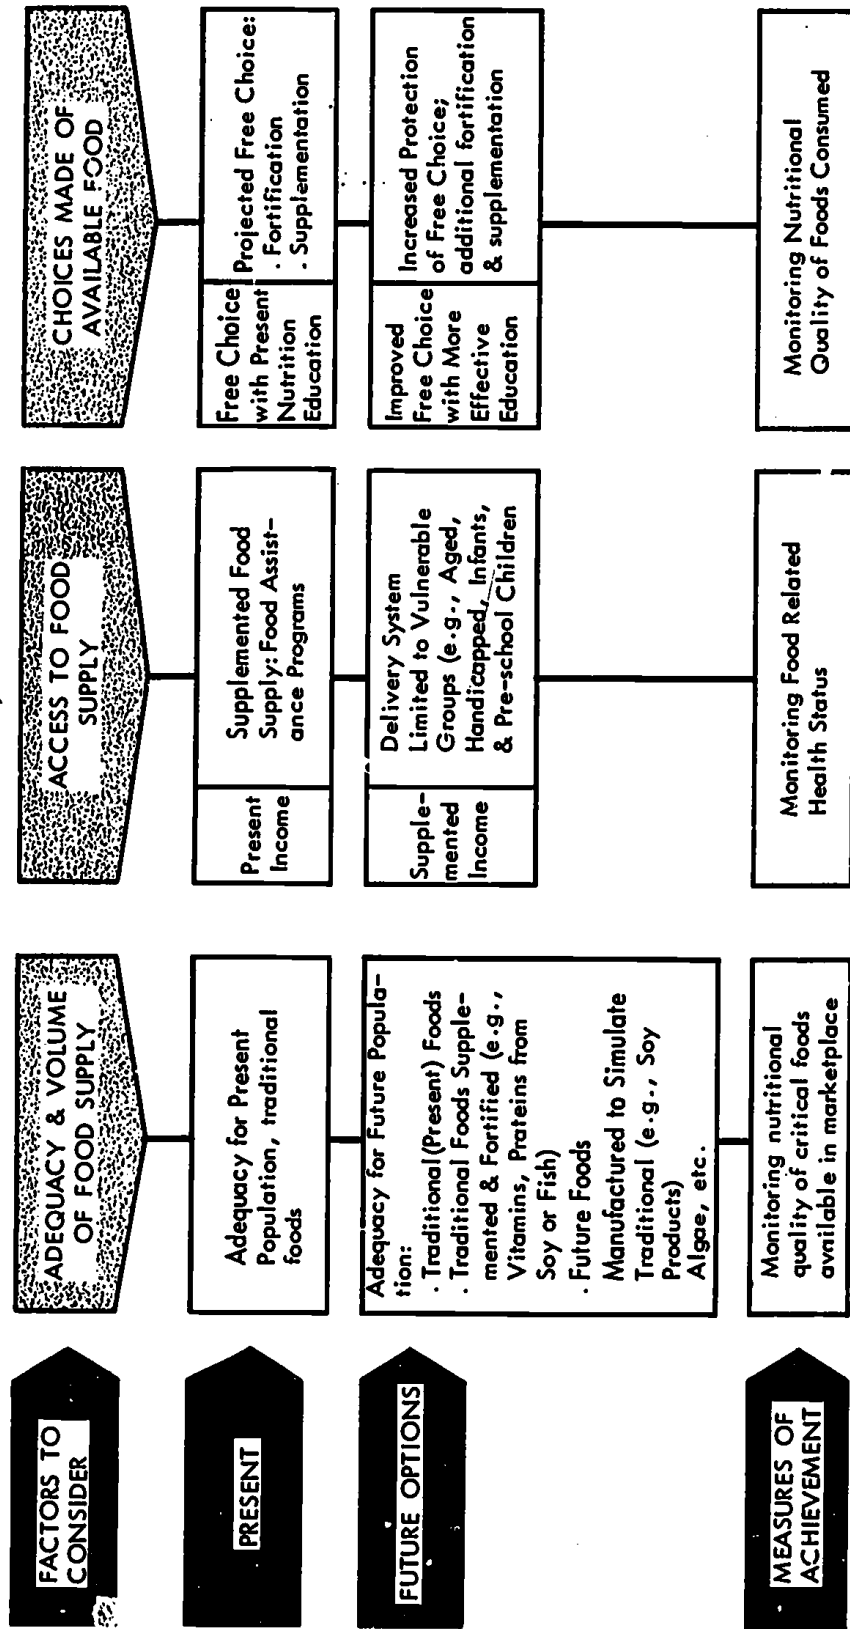 FACTORS TO
CONSIDER
ADEQUACY & VOLUME
OF FOOD SUPPLY
ACCESS TO FOOD
SUPPLY
CHOICES MADE OF
AVAILABLE FOOD
PRESENT
Adequacy for Present
Population, traditional
foods
Present
Income
Supplemented Food
Supply: Food Assist-
ance Programs
Free Choice
with Present
Nutrition
Education
Projected Free Choice:
· Fortification
· Supplementation
FUTURE OPTIONS
Adequacy for Future Popula-
tion:
· Traditional (Present) Foods
· Traditional Foods Supple-
mented & Fortified (e.g.,
Vitamins, Proteins from
Soy or Fish)
· Future Foods
Manufactured to Simulate
Traditional (e.g., Soy
Products)
Algae, etc.
Supple-
mented
Income
Delivery System
Limited to Vulnerable
Groups (e.g., Aged,
Handicapped, Infants,
& Pre-school Children
Improved
Free Choice
with More
Effective
Education
Increased Protection
of Free Choice;
additional fortification
& supplementation
MEASURES OF
ACHIEVEMENT
Monitoring nutritional
quality of critical foods
available in marketplace
Monitoring Food Related
Health Status
Monitoring Nutritional
Quality of Foods Consumed